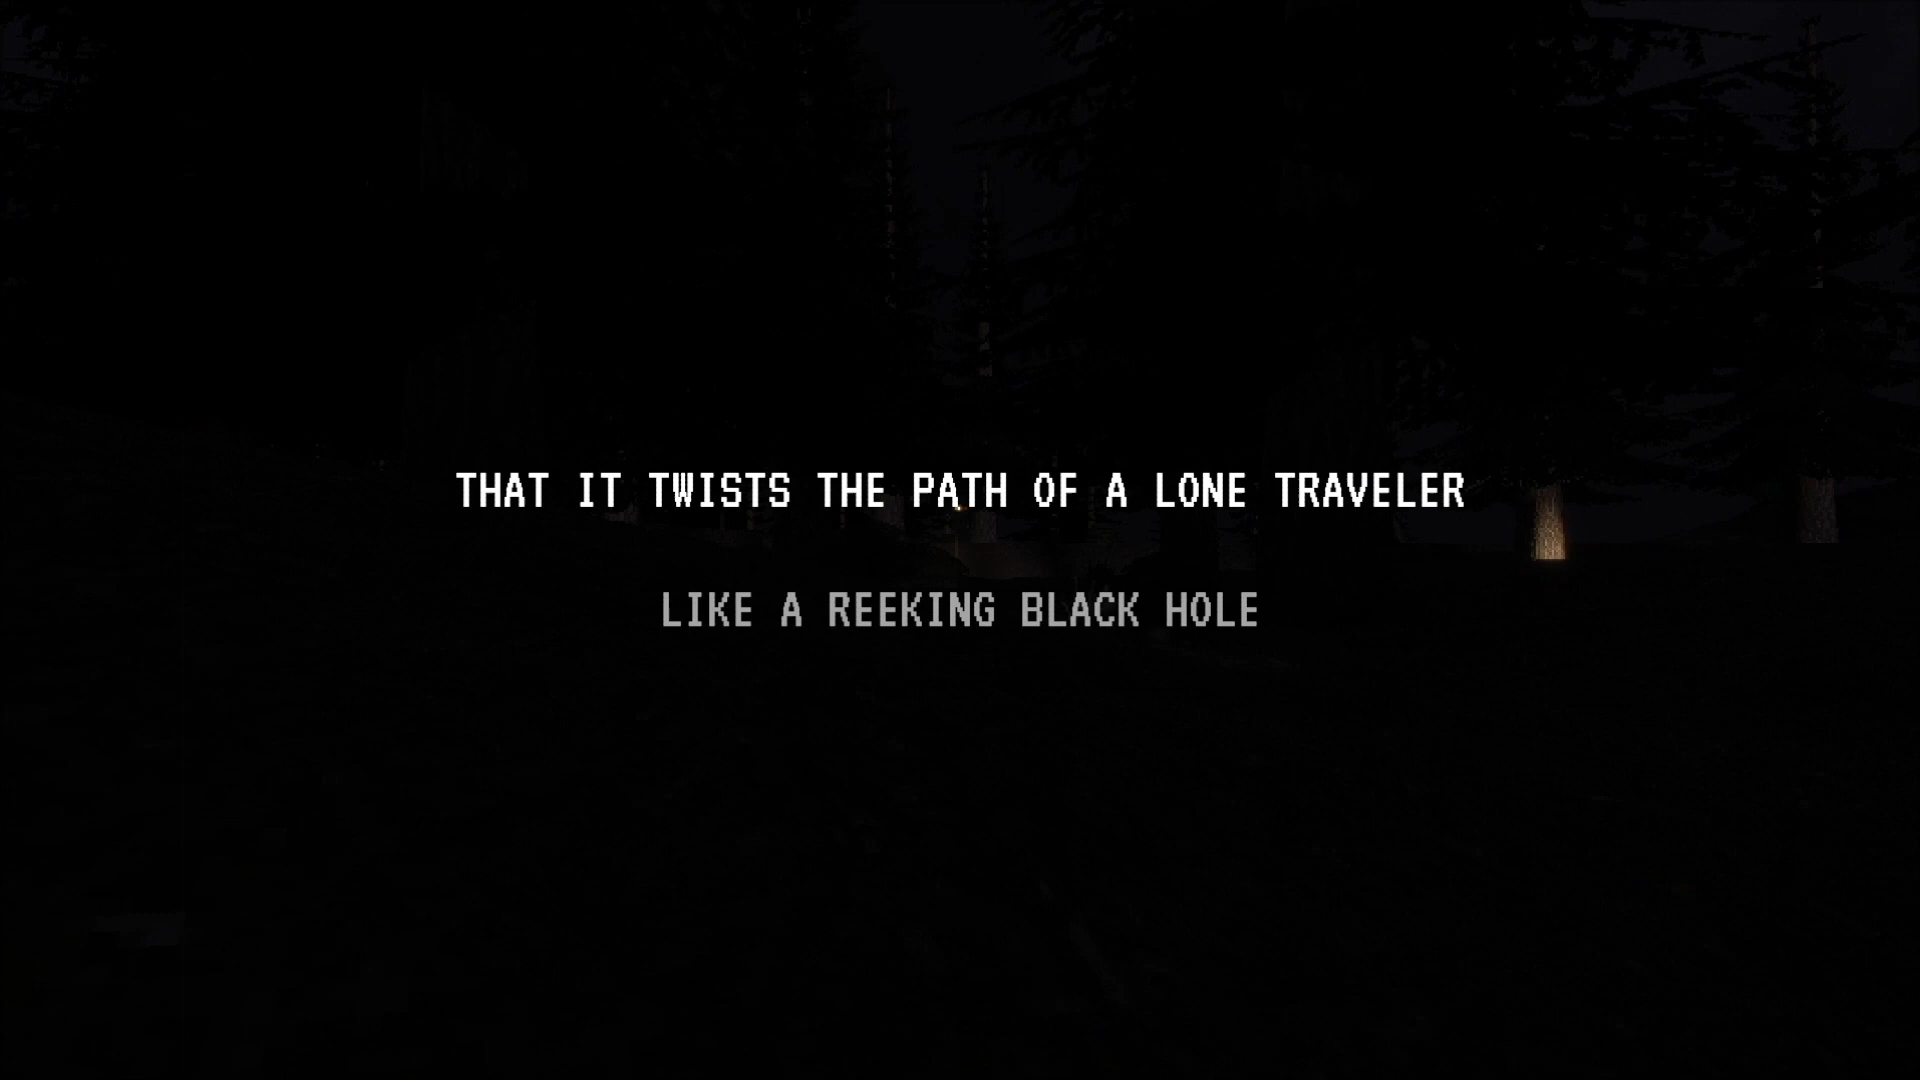 THAT IT TWISTS THE PATH OF A LONE TRAVELER
LIKE A REEKING BLACK HOLE